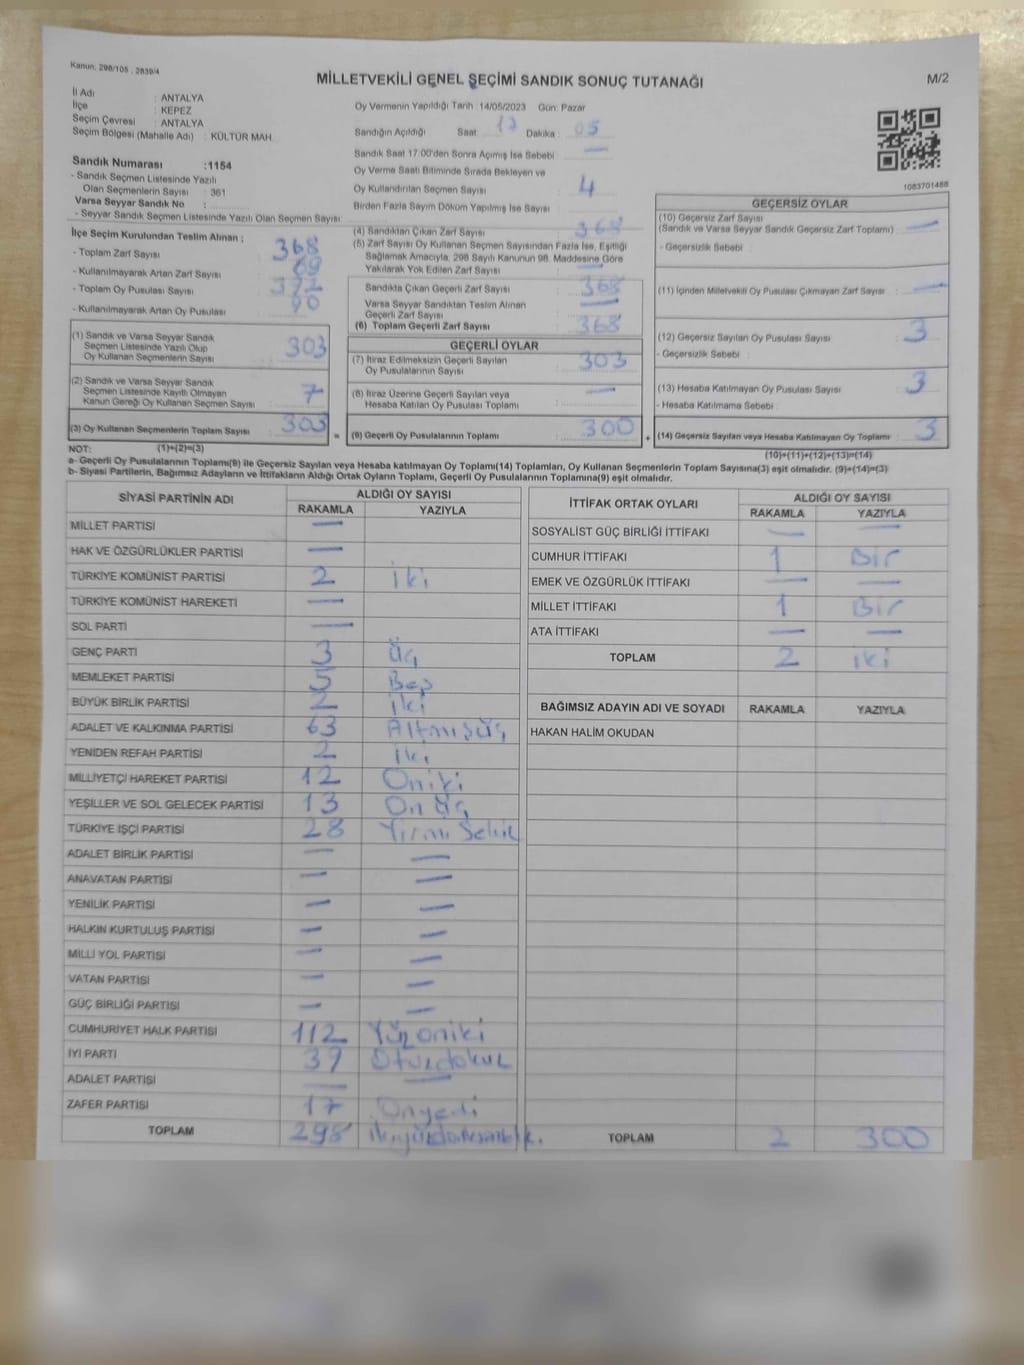 Kanun: 298/105 , 2839/4
MİLLETVEKİLİ GENEL SEÇİMİ SANDIK SONUÇ TUTANAĞI
M/2
İl Adı : ANTALYA
İlçe : KEPEZ
Seçim Çevresi : ANTALYA
Seçim Bölgesi (Mahalle Adı) : KÜLTÜR MAH.
Oy Vermenin Yapıldığı Tarih :14/05/2023 Gün: Pazar
Sandığın Açıldığı Saat: 17 Dakika: 05
Sandık Saat 17:00'den Sonra Açımış İse Sebebi —
Oy Verme Saati Bitiminde Sırada Bekleyen ve
Oy Kullandırılan Seçmen Sayısı 4
Birden Fazla Sayım Döküm Yapılmış İse Sayısı
Sandık Numarası :1154
- Sandık Seçmen Listesinde Yazılı
Olan Seçmenlerin Sayısı : 361
Varsa Seyyar Sandık No :
- Seyyar Sandık Seçmen Listesinde Yazılı Olan Seçmen Sayısı:
1083701488
İlçe Seçim Kurulundan Teslim Alınan ;
- Toplam Zarf Sayısı 368
- Kullanılmayarak Artan Zarf Sayısı
- Toplam Oy Pusulası Sayısı
- Kullanılmayarak Artan Oy Pusulası 90
(1) Sandık ve Varsa Seyyar Sandık
Seçmen Listesinde Yazılı Olup
Oy Kullanan Seçmenlerin Sayısı 303
(2) Sandık ve Varsa Seyyar Sandık
Seçmen Listesinde Kayıtlı Olmayan
Kanun Gereği Oy Kullanan Seçmen Sayısı 7
(3) Oy Kullanan Seçmenlerin Toplam Sayısı 303
(4) Sandıktan Çıkan Zarf Sayısı 368
(5) Zarf Sayısı Oy Kullanan Seçmen Sayısından Fazla İse, Eşitliği
Sağlamak Amacıyla, 298 Sayılı Kanunun 98. Maddesine Göre
Yakılarak Yok Edilen Zarf Sayısı —
Sandıkta Çıkan Geçerli Zarf Sayısı 368
Varsa Seyyar Sandıktan Teslim Alınan
Geçerli Zarf Sayısı —
(6) Toplam Geçerli Zarf Sayısı 368
GEÇERLİ OYLAR
(7) İtiraz Edilmeksizin Geçerli Sayılan
Oy Pusulalarının Sayısı 303
(8) İtiraz Üzerine Geçerli Sayılan veya
Hesaba Katılan Oy Pusulası Toplamı —
(9) Geçerli Oy Pusulalarının Toplamı 300
GEÇERSİZ OYLAR
(10) Geçersiz Zarf Sayısı
(Sandık ve Varsa Seyyar Sandık Geçersiz Zarf Toplamı) —
- Geçersizlik Sebebi :
(11) İçinden Milletvekili Oy Pusulası Çıkmayan Zarf Sayısı —
(12) Geçersiz Sayılan Oy Pusulası Sayısı 3
- Geçersizlik Sebebi :
(13) Hesaba Katılmayan Oy Pusulası Sayısı 3
- Hesaba Katılmama Sebebi :
(14) Geçersiz Sayılan veya Hesaba Katılmayan Oy Toplamı 3
NOT: (1)+(2)=(3)
(10)+(11)+(12)+(13)=(14)
a- Geçerli Oy Pusulalarının Toplamı(9) ile Geçersiz Sayılan veya Hesaba katılmayan Oy Toplamı(14) Toplamları, Oy Kullanan Seçmenlerin Toplam Sayısına(3) eşit olmalıdır. (9)+(14)=(3)
b- Siyasi Partilerin, Bağımsız Adayların ve İttifakların Aldığı Ortak Oyların Toplamı, Geçerli Oy Pusulalarının Toplamına(9) eşit olmalıdır.
SİYASİ PARTİNİN ADI ALDIĞI OY SAYISI
RAKAMLA YAZIYLA
MİLLET PARTİSİ —
HAK VE ÖZGÜRLÜKLER PARTİSİ —
TÜRKİYE KOMÜNİST PARTİSİ 2 İki
TÜRKİYE KOMÜNİST HAREKETİ —
SOL PARTİ —
GENÇ PARTİ 3 Üç
MEMLEKET PARTİSİ 5 Beş
BÜYÜK BİRLİK PARTİSİ 2 İki
ADALET VE KALKINMA PARTİSİ 63 Altmışüç
YENİDEN REFAH PARTİSİ 2 İki
MİLLİYETÇİ HAREKET PARTİSİ 12 Oniki
YEŞİLLER VE SOL GELECEK PARTİSİ 13 On üç
TÜRKİYE İŞÇİ PARTİSİ 28 Yirmi Sekiz
ADALET BİRLİK PARTİSİ — —
ANAVATAN PARTİSİ — —
YENİLİK PARTİSİ — —
HALKIN KURTULUŞ PARTİSİ — —
MİLLİ YOL PARTİSİ — —
VATAN PARTİSİ — —
GÜÇ BİRLİĞİ PARTİSİ — —
CUMHURİYET HALK PARTİSİ 112 Yüzoniki
İYİ PARTİ 39 Otuzdokuz
ADALET PARTİSİ — —
ZAFER PARTİSİ 17 Onyedi
TOPLAM 298
İTTİFAK ORTAK OYLARI ALDIĞI OY SAYISI
RAKAMLA YAZIYLA
SOSYALİST GÜÇ BİRLİĞİ İTTİFAKI — —
CUMHUR İTTİFAKI 1 Bir
EMEK VE ÖZGÜRLÜK İTTİFAKI — —
MİLLET İTTİFAKI 1 Bir
ATA İTTİFAKI — —
TOPLAM 2 iki
BAĞIMSIZ ADAYIN ADI VE SOYADI RAKAMLA YAZIYLA
HAKAN HALİM OKUDAN
TOPLAM 2 300